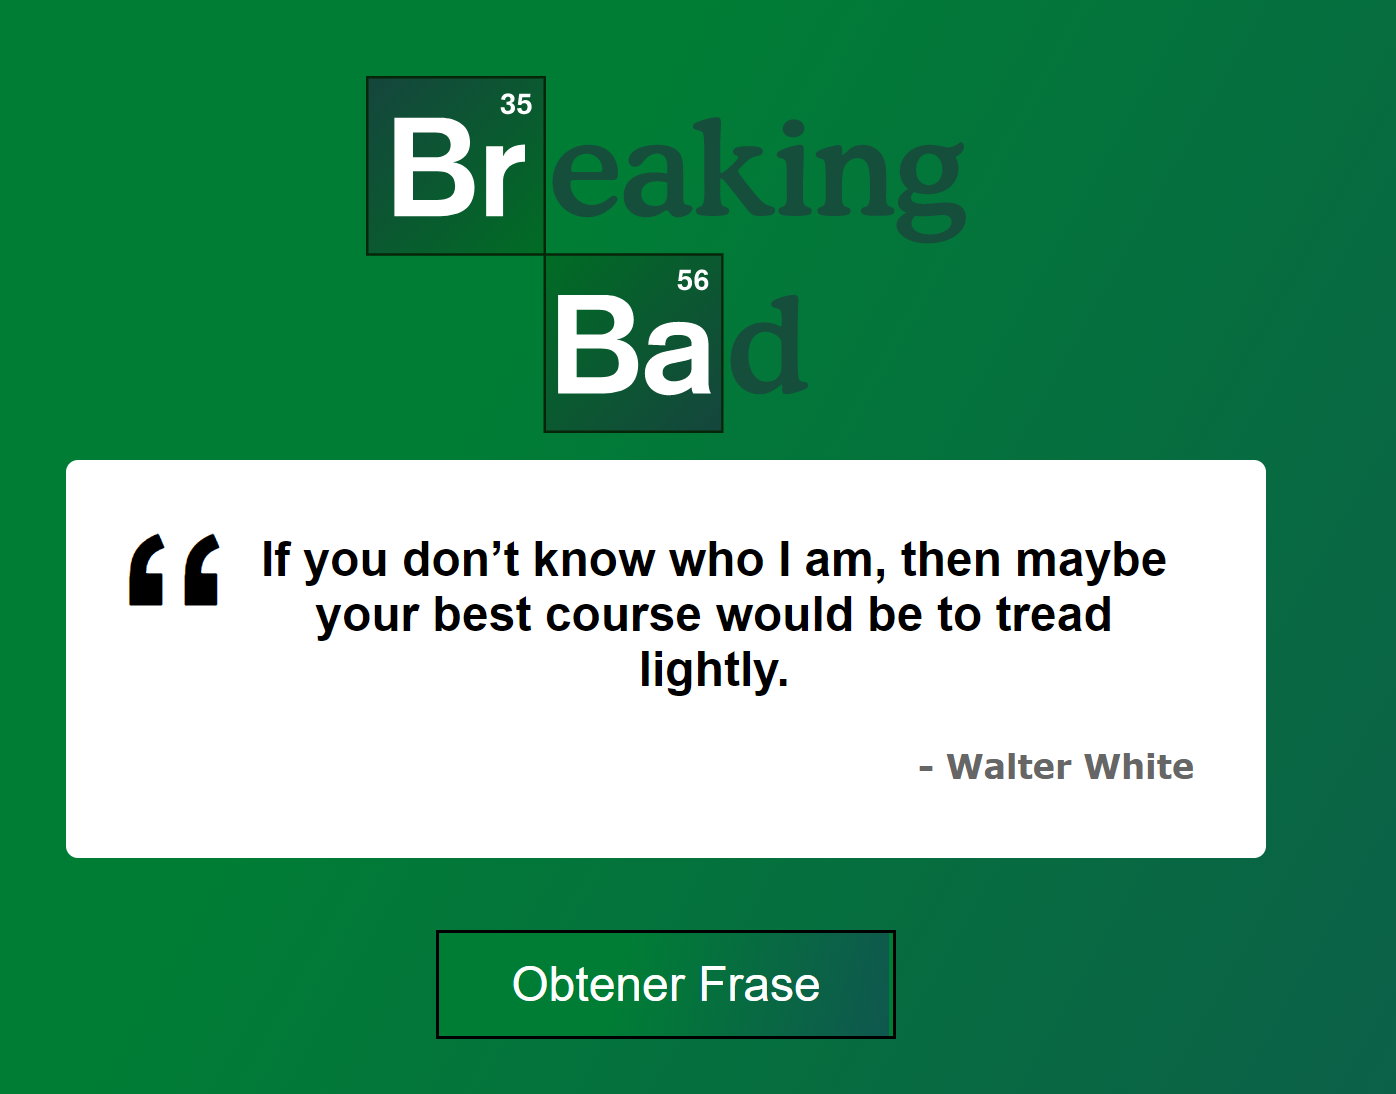 35
Breaking
56
Bad
“ If you don’t know who I am, then maybe
your best course would be to tread
lightly.
- Walter White
Obtener Frase